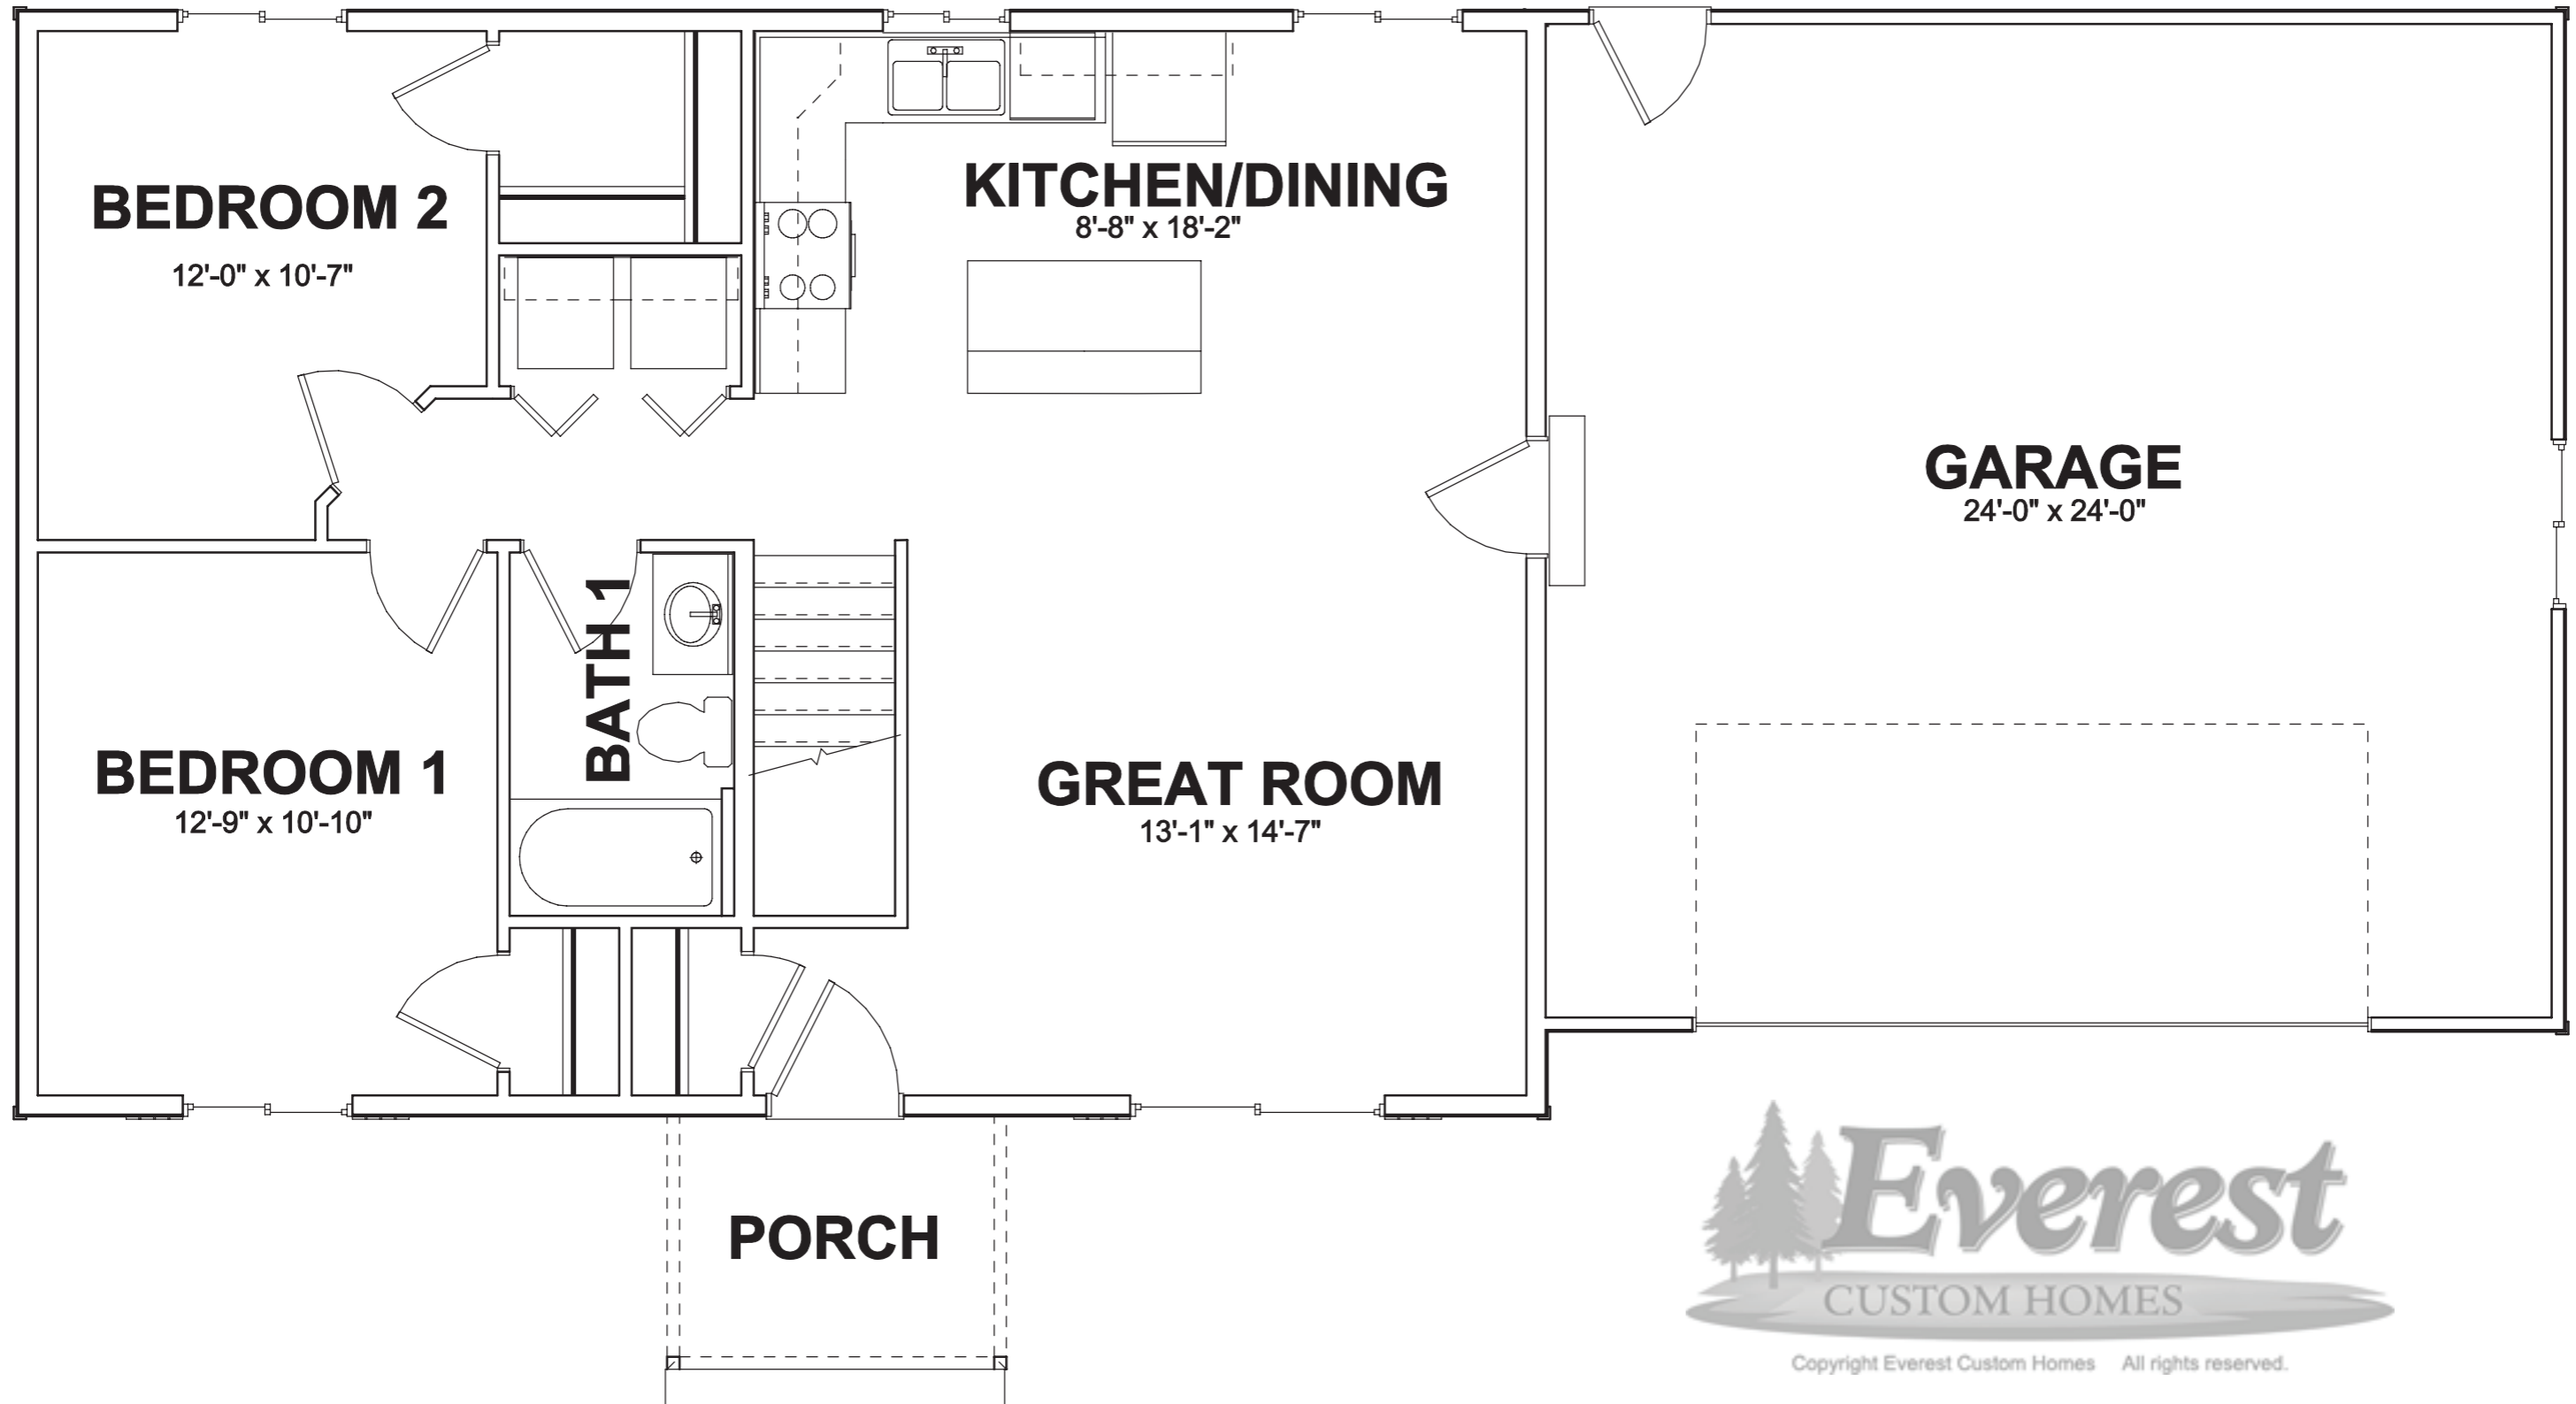 BEDROOM 2
12'-0" x 10'-7"
KITCHEN/DINING
8'-8" x 18'-2"
GARAGE
24'-0" x 24'-0"
BEDROOM 1
12'-9" x 10'-10"
BATH 1
GREAT ROOM
13'-1" x 14'-7"
PORCH
Everest
CUSTOM HOMES
Copyright Everest Custom Homes All rights reserved.